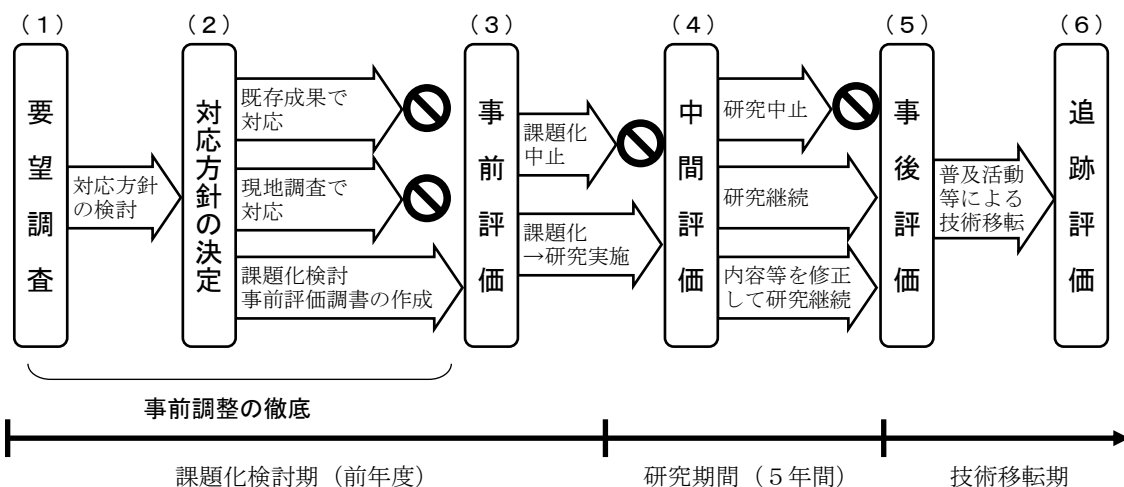 (1)
(2)
(3)
(4)
(5)
(6)
要望調査
対応方針
の検討
対応方針の決定
既存成果で
対応
現地調査で
対応
課題化検討
事前評価調書の作成
事前評価
課題化
中止
課題化
→研究実施
中間評価
研究中止
研究継続
内容等を修正
して研究継続
事後評価
普及活動
等による
技術移転
追跡評価
事前調整の徹底
課題化検討期(前年度)
研究期間(5年間)
技術移転期